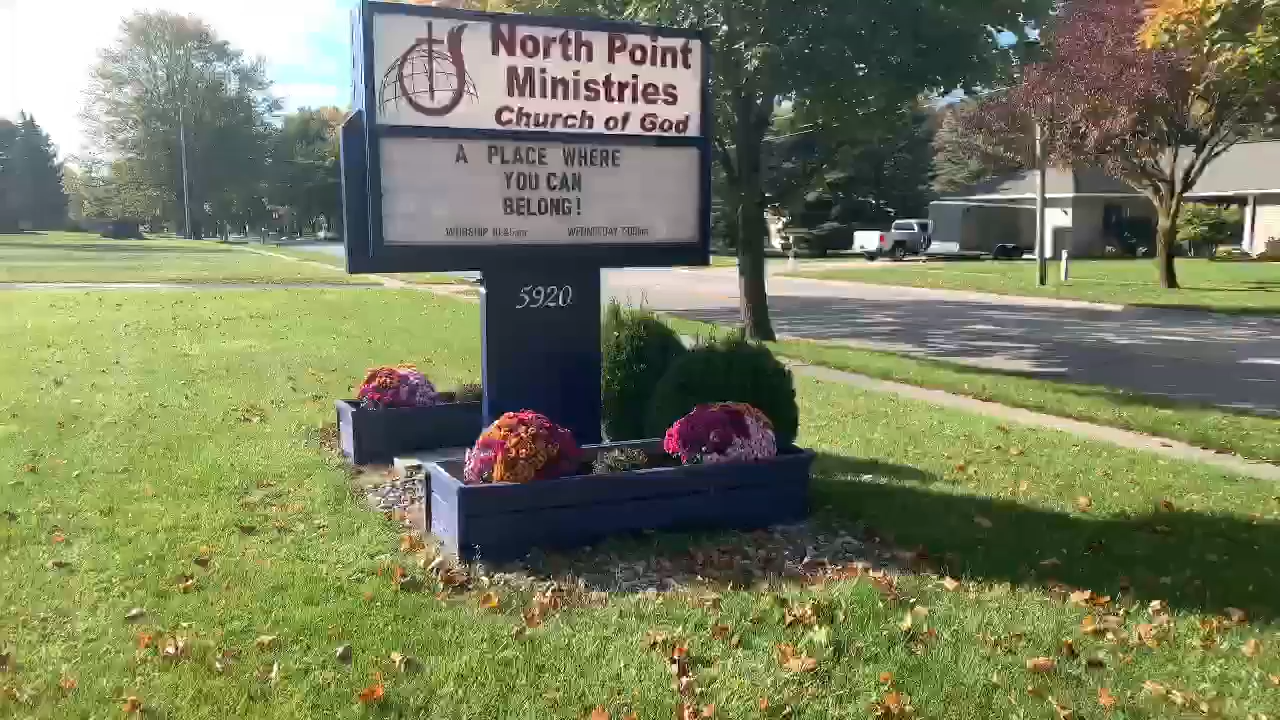 North Point
Ministries
Church of God
A PLACE WHERE
YOU CAN
BELONG!
WORSHIP WEDNESDAY
5920